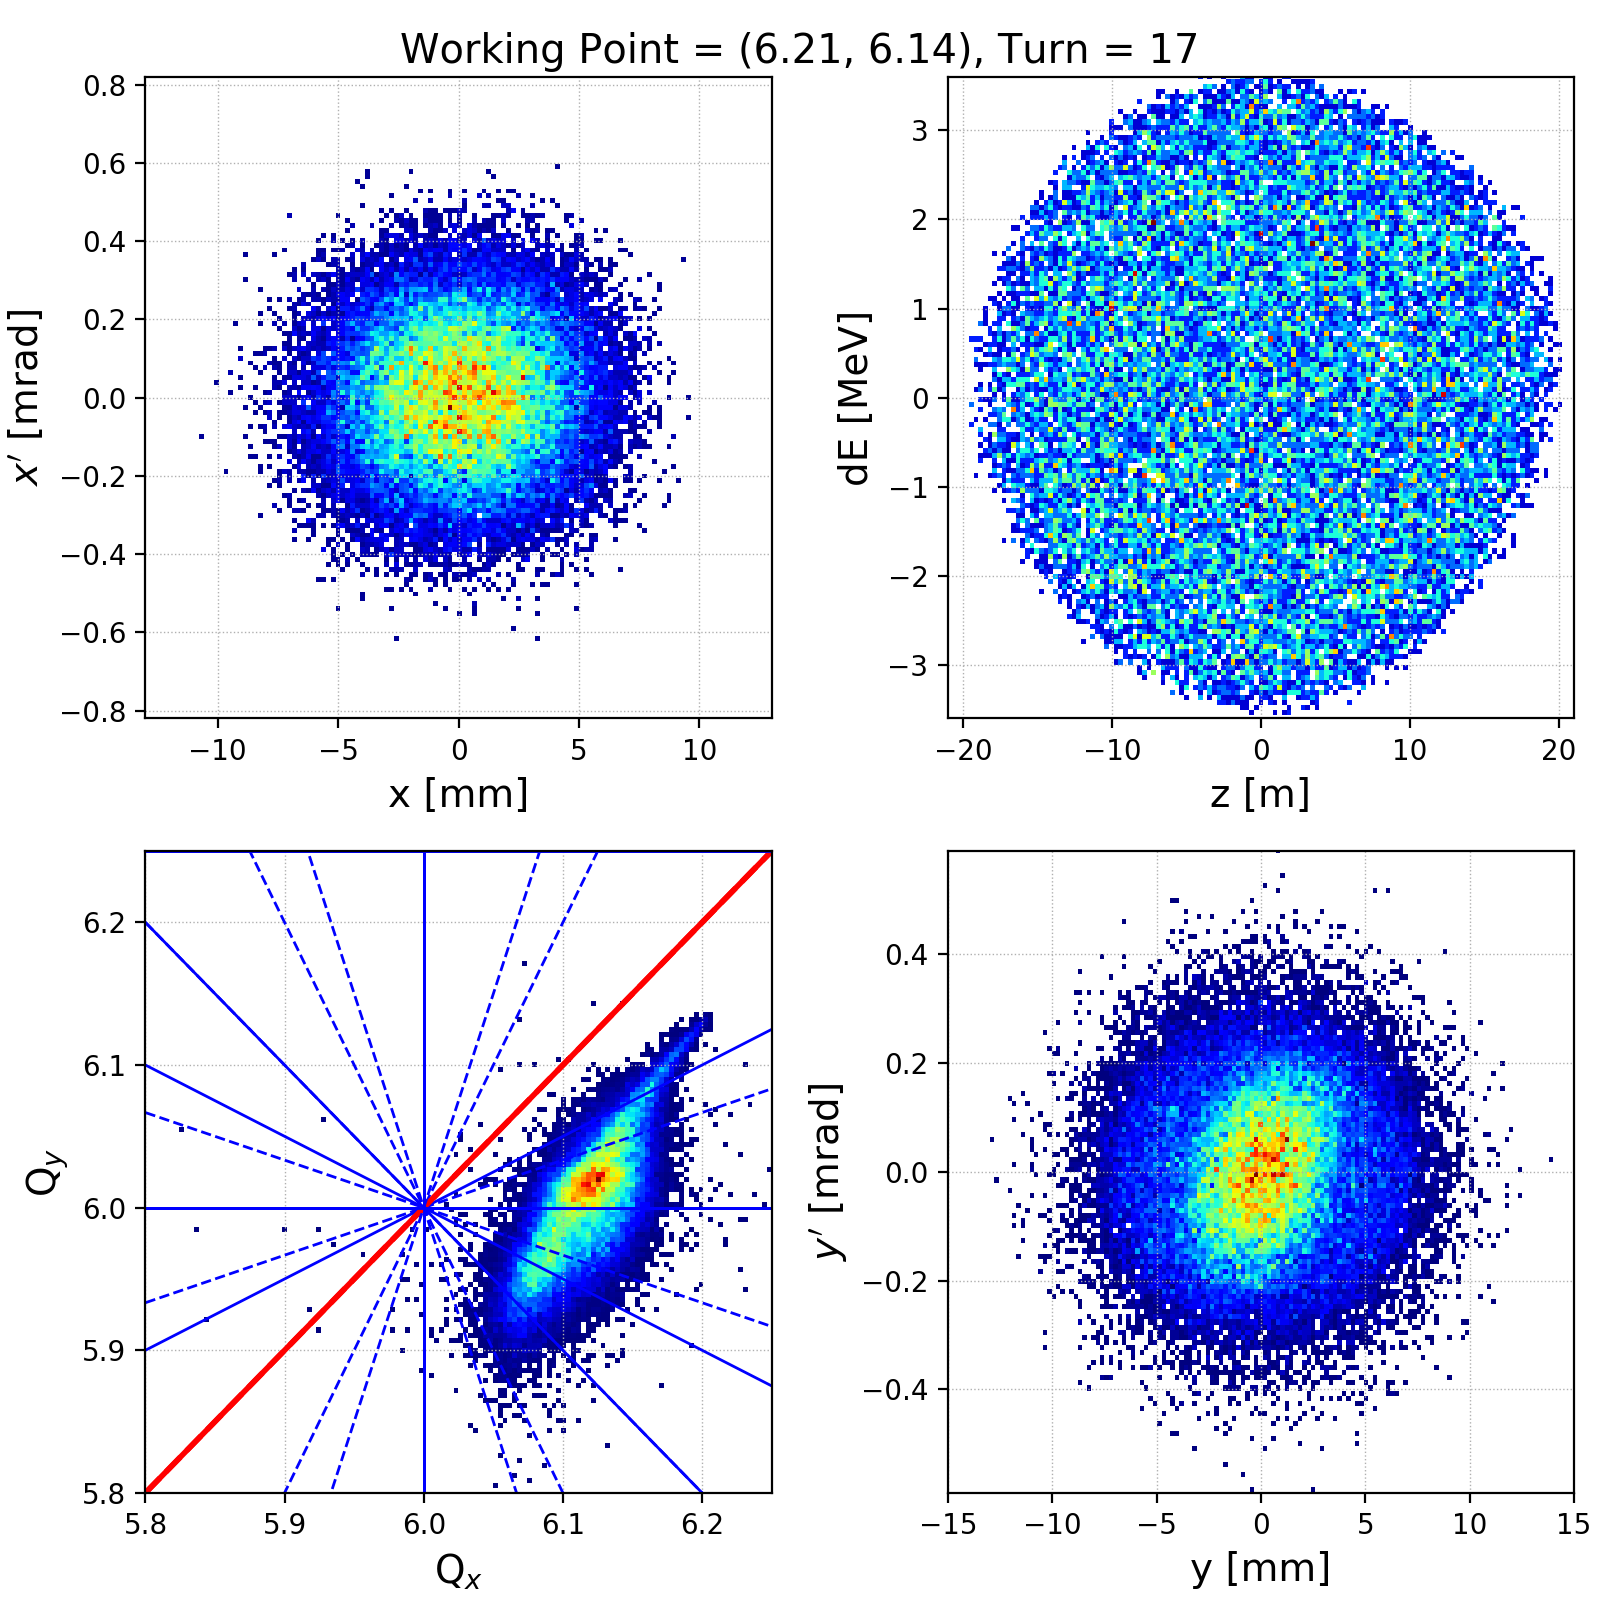 Working Point = (6.21, 6.14), Turn = 17
0.8
0.6
0.4
0.2
0.0
−0.2
−0.4
−0.6
−0.8
x′ [mrad]
−10 −5 0 5 10
x [mm]
3
2
1
0
−1
−2
−3
dE [MeV]
−20 −10 0 10 20
z [m]
6.2
6.1
6.0
5.9
5.8
Qy
5.8 5.9 6.0 6.1 6.2
Qx
0.4
0.2
0.0
−0.2
−0.4
y′ [mrad]
−15 −10 −5 0 5 10 15
y [mm]